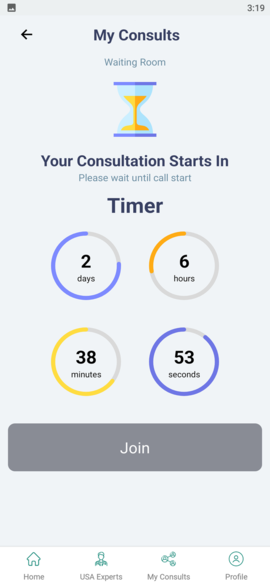 3:19
My Consults
Waiting Room
Your Consultation Starts In
Please wait until call start
Timer
2
days
6
hours
38
minutes
53
seconds
Join
Home
USA Experts
My Consults
Profile